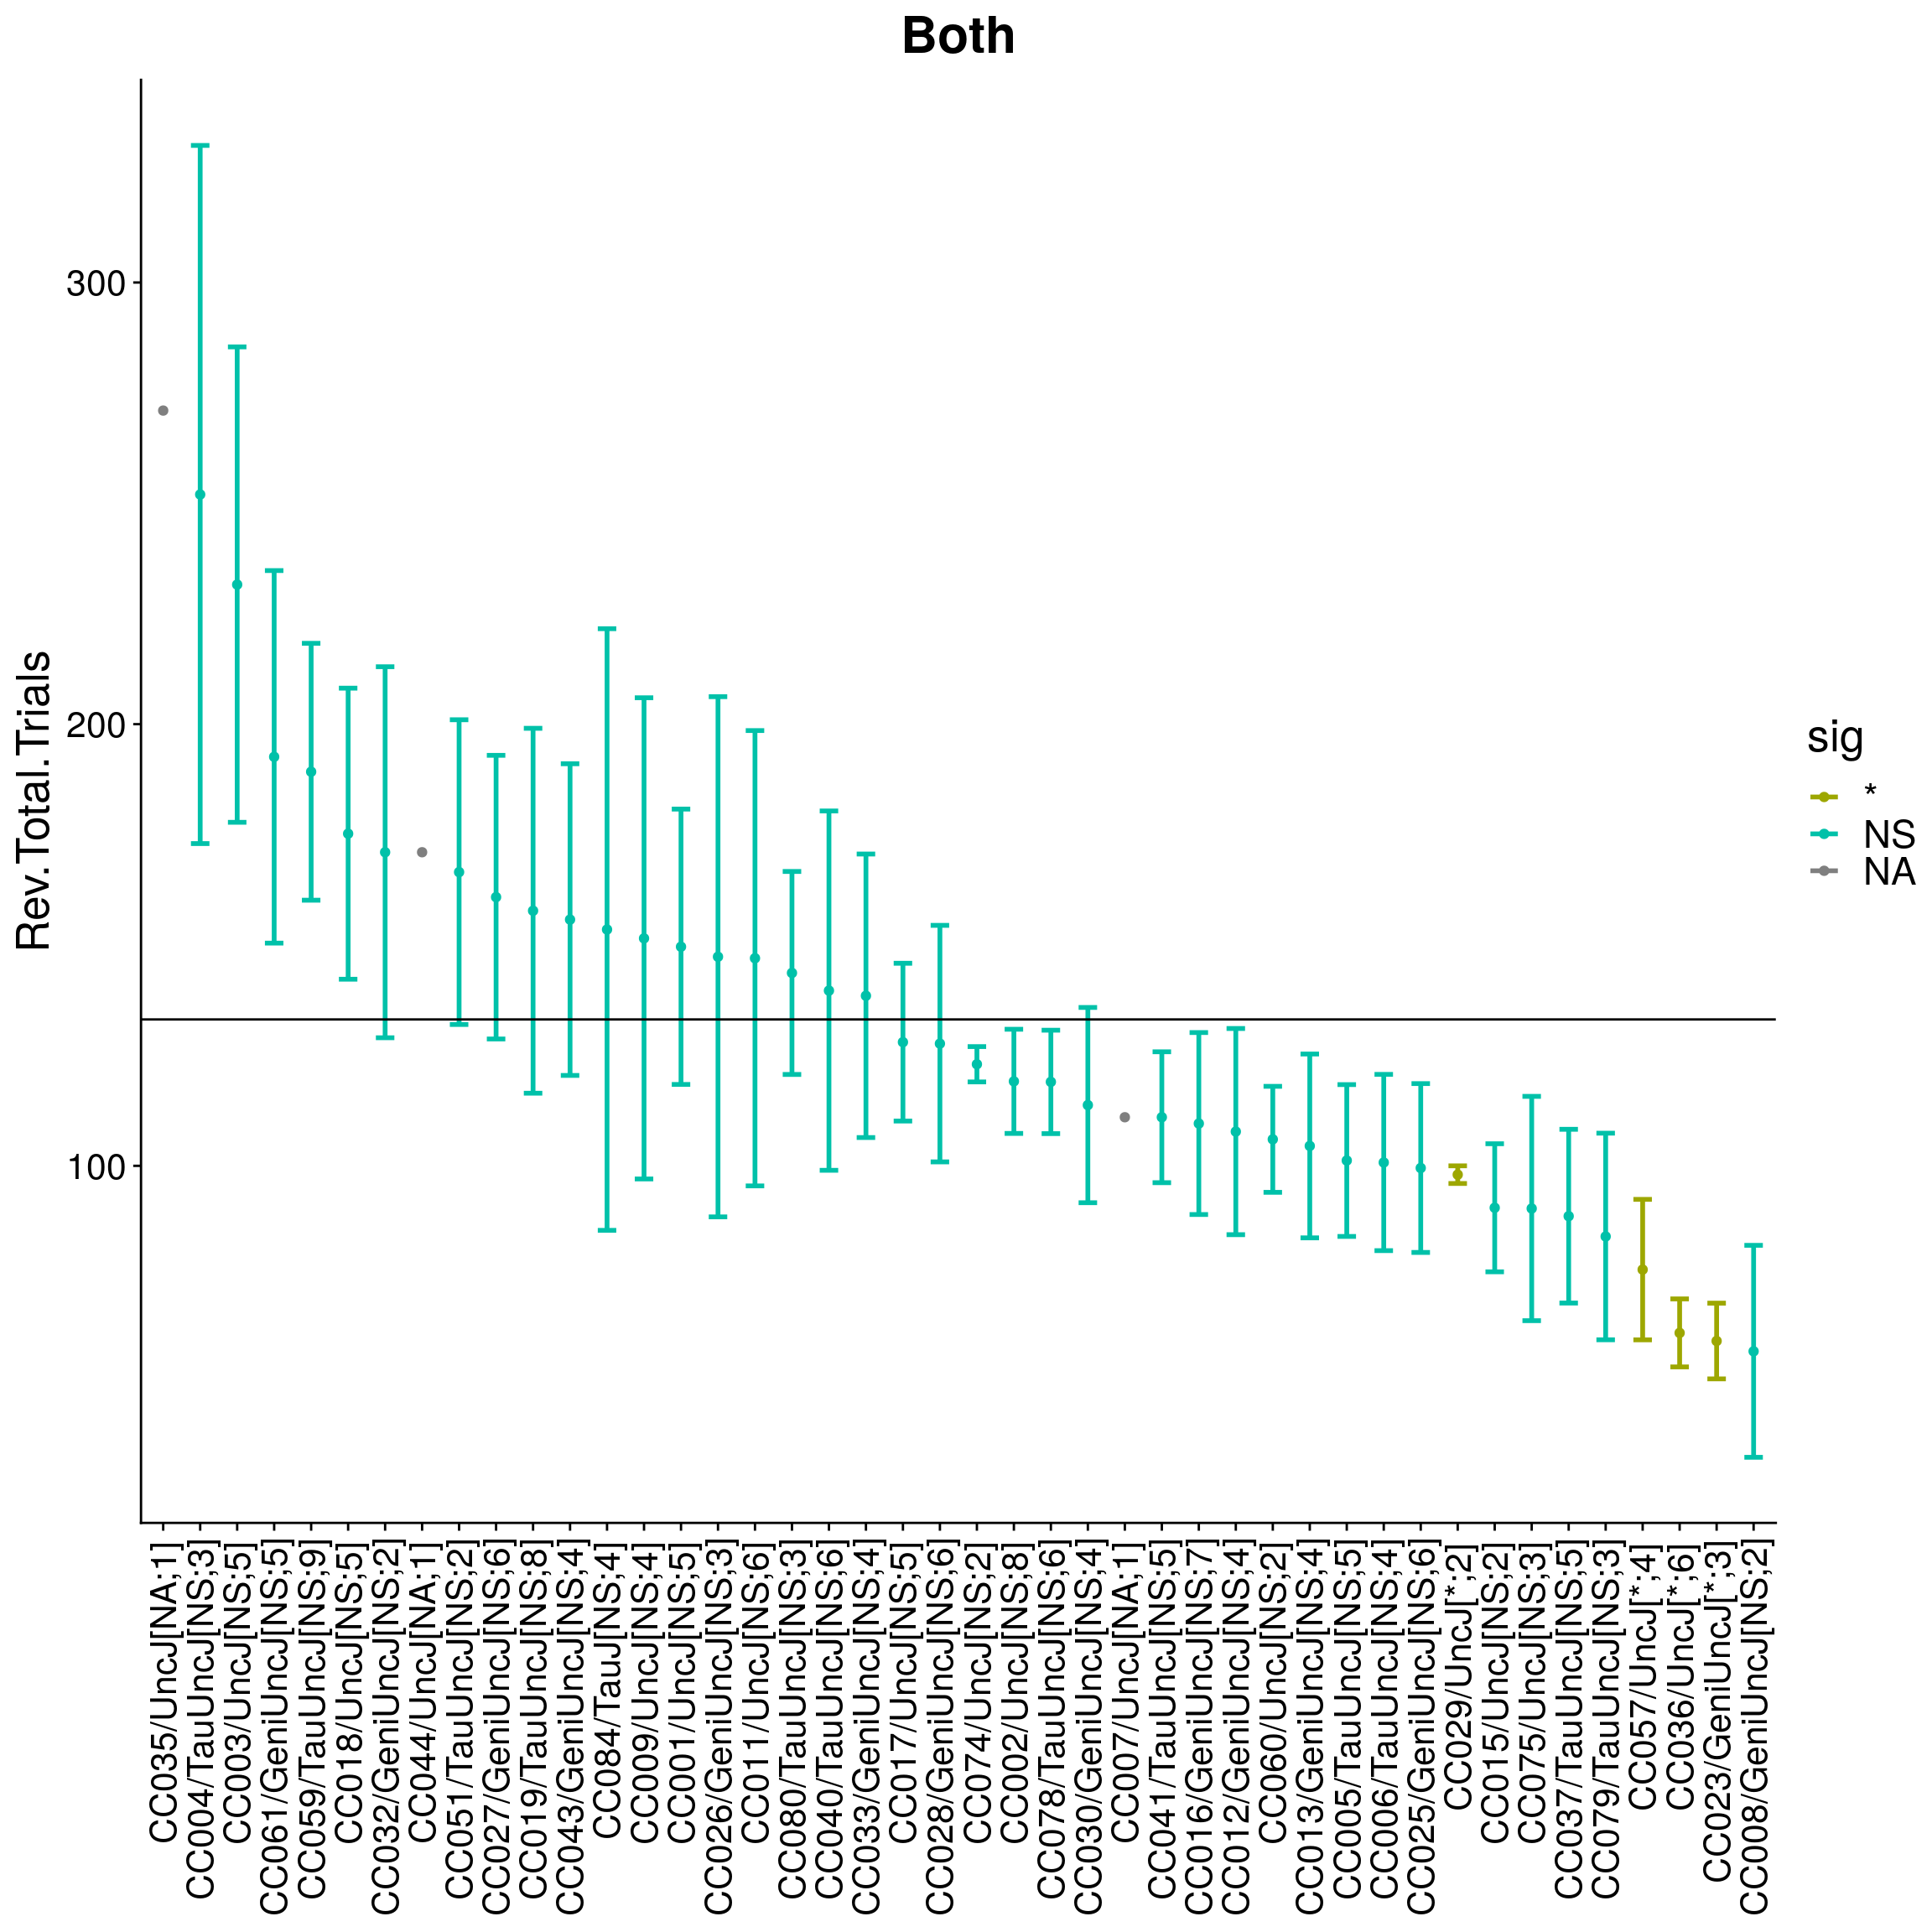 Both
Rev.Total.Trials
300
200
100
sig
*
NS
NA
CC035/UncJ[NA;1]
CC004/TauUncJ[NS;3]
CC003/UncJ[NS;5]
CC061/GeniUncJ[NS;5]
CC059/TauUncJ[NS;9]
CC018/UncJ[NS;5]
CC032/GeniUncJ[NS;2]
CC044/UncJ[NA;1]
CC051/TauUncJ[NS;2]
CC027/GeniUncJ[NS;6]
CC019/TauUncJ[NS;8]
CC043/GeniUncJ[NS;4]
CC084/TauJ[NS;4]
CC009/UncJ[NS;4]
CC001/UncJ[NS;5]
CC026/GeniUncJ[NS;3]
CC011/UncJ[NS;6]
CC080/TauUncJ[NS;3]
CC040/TauUncJ[NS;6]
CC033/GeniUncJ[NS;4]
CC017/UncJ[NS;5]
CC028/GeniUncJ[NS;6]
CC074/UncJ[NS;2]
CC002/UncJ[NS;8]
CC078/TauUncJ[NS;6]
CC030/GeniUncJ[NS;4]
CC007/UncJ[NA;1]
CC041/TauUncJ[NS;5]
CC016/GeniUncJ[NS;7]
CC012/GeniUncJ[NS;4]
CC060/UncJ[NS;2]
CC013/GeniUncJ[NS;4]
CC005/TauUncJ[NS;5]
CC006/TauUncJ[NS;4]
CC025/GeniUncJ[NS;6]
CC029/UncJ[*;2]
CC015/UncJ[NS;2]
CC075/UncJ[NS;3]
CC037/TauUncJ[NS;5]
CC079/TauUncJ[NS;3]
CC057/UncJ[*;4]
CC036/UncJ[*;6]
CC023/GeniUncJ[*;3]
CC008/GeniUncJ[NS;2]